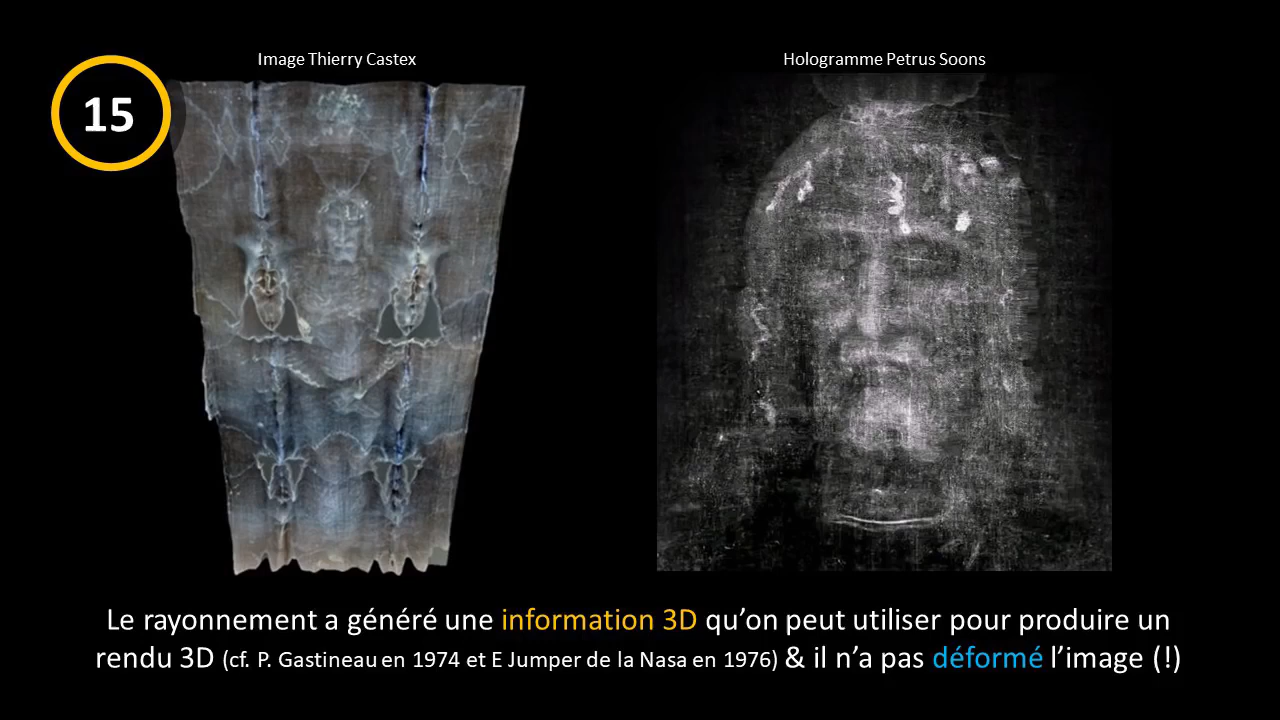 Image Thierry Castex
Hologramme Petrus Soons
15
Le rayonnement a généré une information 3D qu’on peut utiliser pour produire un
rendu 3D (cf. P. Gastineau en 1974 et E Jumper de la Nasa en 1976) & il n’a pas déformé l’image (!)